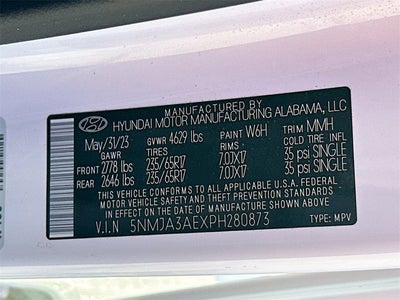 MANUFACTURED BY
HYUNDAI MOTOR MANUFACTURING ALABAMA, LLC
May/31/23 GVWR 4629 lbs PAINT W6H TRIM MMH
GAWR TIRES RIMS COLD TIRE INFL
FRONT 2778 lbs 235/65R17 7.0JX17 35 psi SINGLE
REAR 2646 lbs 235/65R17 7.0JX17 35 psi SINGLE
THIS VEHICLE CONFORMS TO ALL APPLICABLE U.S.A. FEDERAL
MOTOR VEHICLE SAFETY, BUMPER, AND THEFT PREVENTION STANDARDS
IN EFFECT ON THE DATE OF MANUFACTURE SHOWN ABOVE.
V.I.N 5NMJA3AEXPH280873 TYPE: MPV